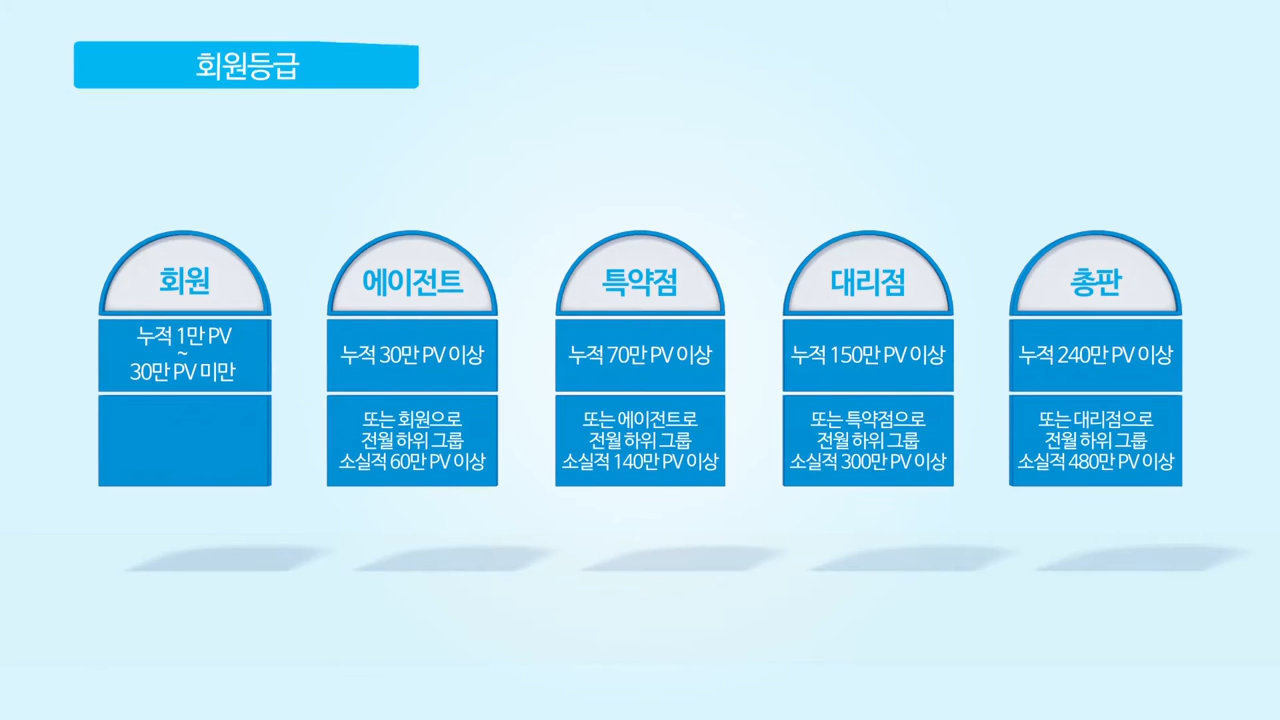 회원등급
회원
누적 1만 PV
~
30만 PV 미만
에이전트
누적 30만 PV 이상
또는 회원으로
전월 하위 그룹
소실적 60만 PV 이상
특약점
누적 70만 PV 이상
또는 에이전트로
전월 하위 그룹
소실적 140만 PV 이상
대리점
누적 150만 PV 이상
또는 특약점으로
전월 하위 그룹
소실적 300만 PV 이상
총판
누적 240만 PV 이상
또는 대리점으로
전월 하위 그룹
소실적 480만 PV 이상